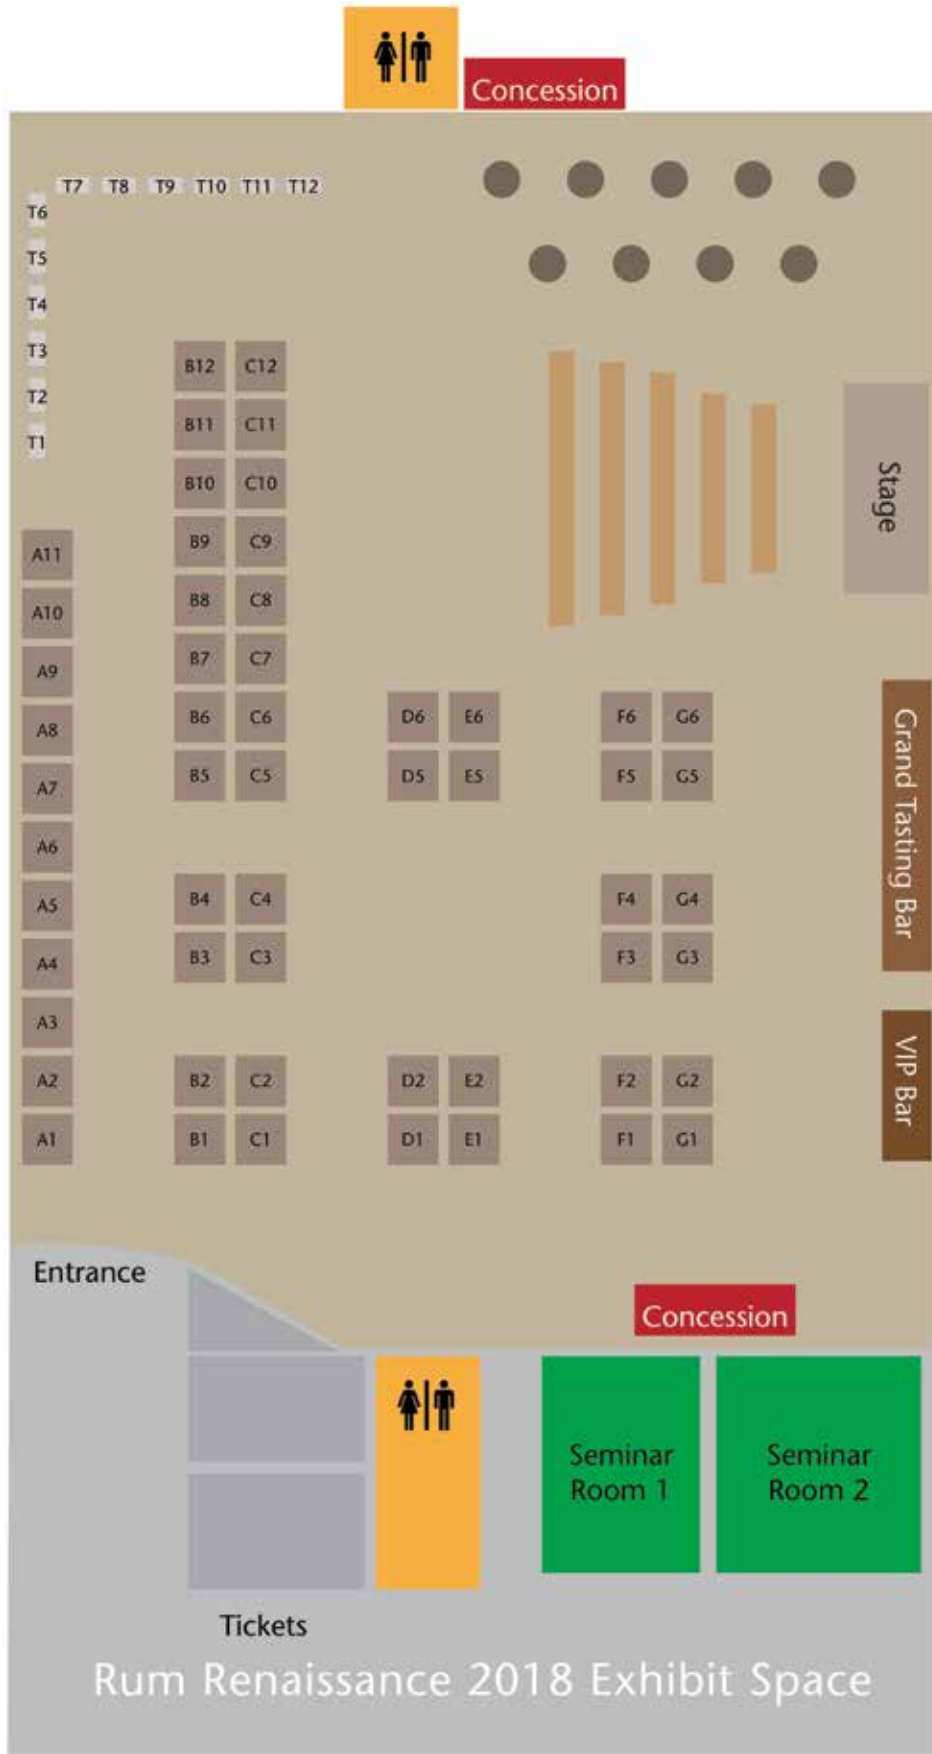 Concession
T7 T8 T9 T10 T11 T12
T6
T5
T4
T3
T2
T1
B12 C12
B11 C11
B10 C10
Stage
B9 C9
A11
B8 C8
A10
B7 C7
A9
B6 C6 D6 E6 F6 G6
A8
B5 C5 D5 E5 F5 G5
A7
Grand Tasting Bar
A6
B4 C4 F4 G4
A5
B3 C3 F3 G3
A4
A3
VIP Bar
A2 B2 C2 D2 E2 F2 G2
A1 B1 C1 D1 E1 F1 G1
Entrance
Concession
Seminar
Room 1
Seminar
Room 2
Tickets
Rum Renaissance 2018 Exhibit Space